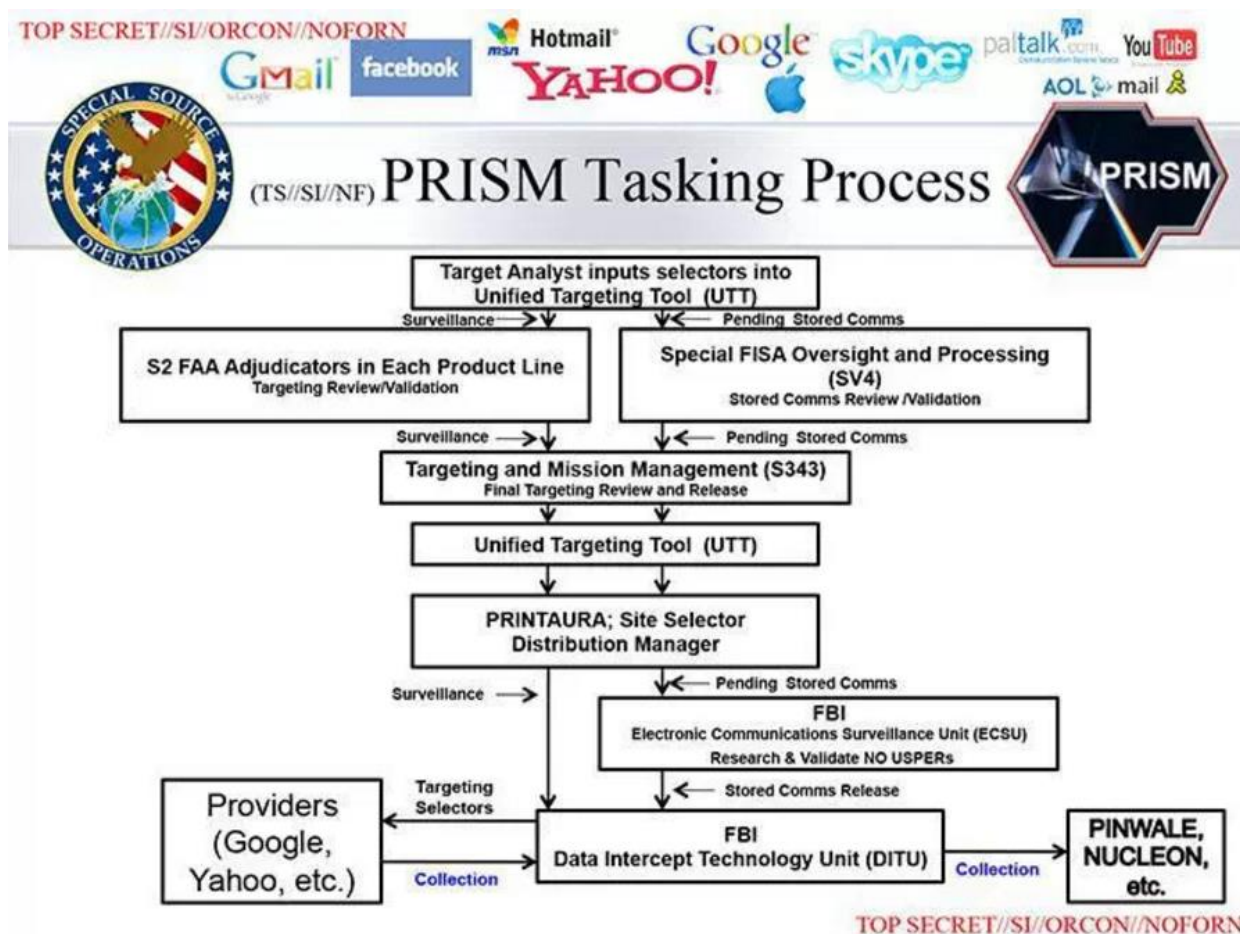 TOP SECRET//SI//ORCON//NOFORN
msn Hotmail
Google
paltalk.com
YouTube
Gmail
by Google
facebook
YAHOO!
skype
AOL mail
SPECIAL SOURCE
OPERATIONS
(TS//SI//NF) PRISM Tasking Process
PRISM
Target Analyst inputs selectors into
Unified Targeting Tool (UTT)
Surveillance
Pending Stored Comms
S2 FAA Adjudicators in Each Product Line
Targeting Review/Validation
Special FISA Oversight and Processing
(SV4)
Stored Comms Review /Validation
Surveillance
Pending Stored Comms
Targeting and Mission Management (S343)
Final Targeting Review and Release
Unified Targeting Tool (UTT)
PRINTAURA; Site Selector
Distribution Manager
Surveillance
Pending Stored Comms
FBI
Electronic Communications Surveillance Unit (ECSU)
Research & Validate NO USPERs
Stored Comms Release
Providers
(Google,
Yahoo, etc.)
Targeting
Selectors
Collection
FBI
Data Intercept Technology Unit (DITU)
Collection
PINWALE,
NUCLEON,
etc.
TOP SECRET//SI//ORCON//NOFORN